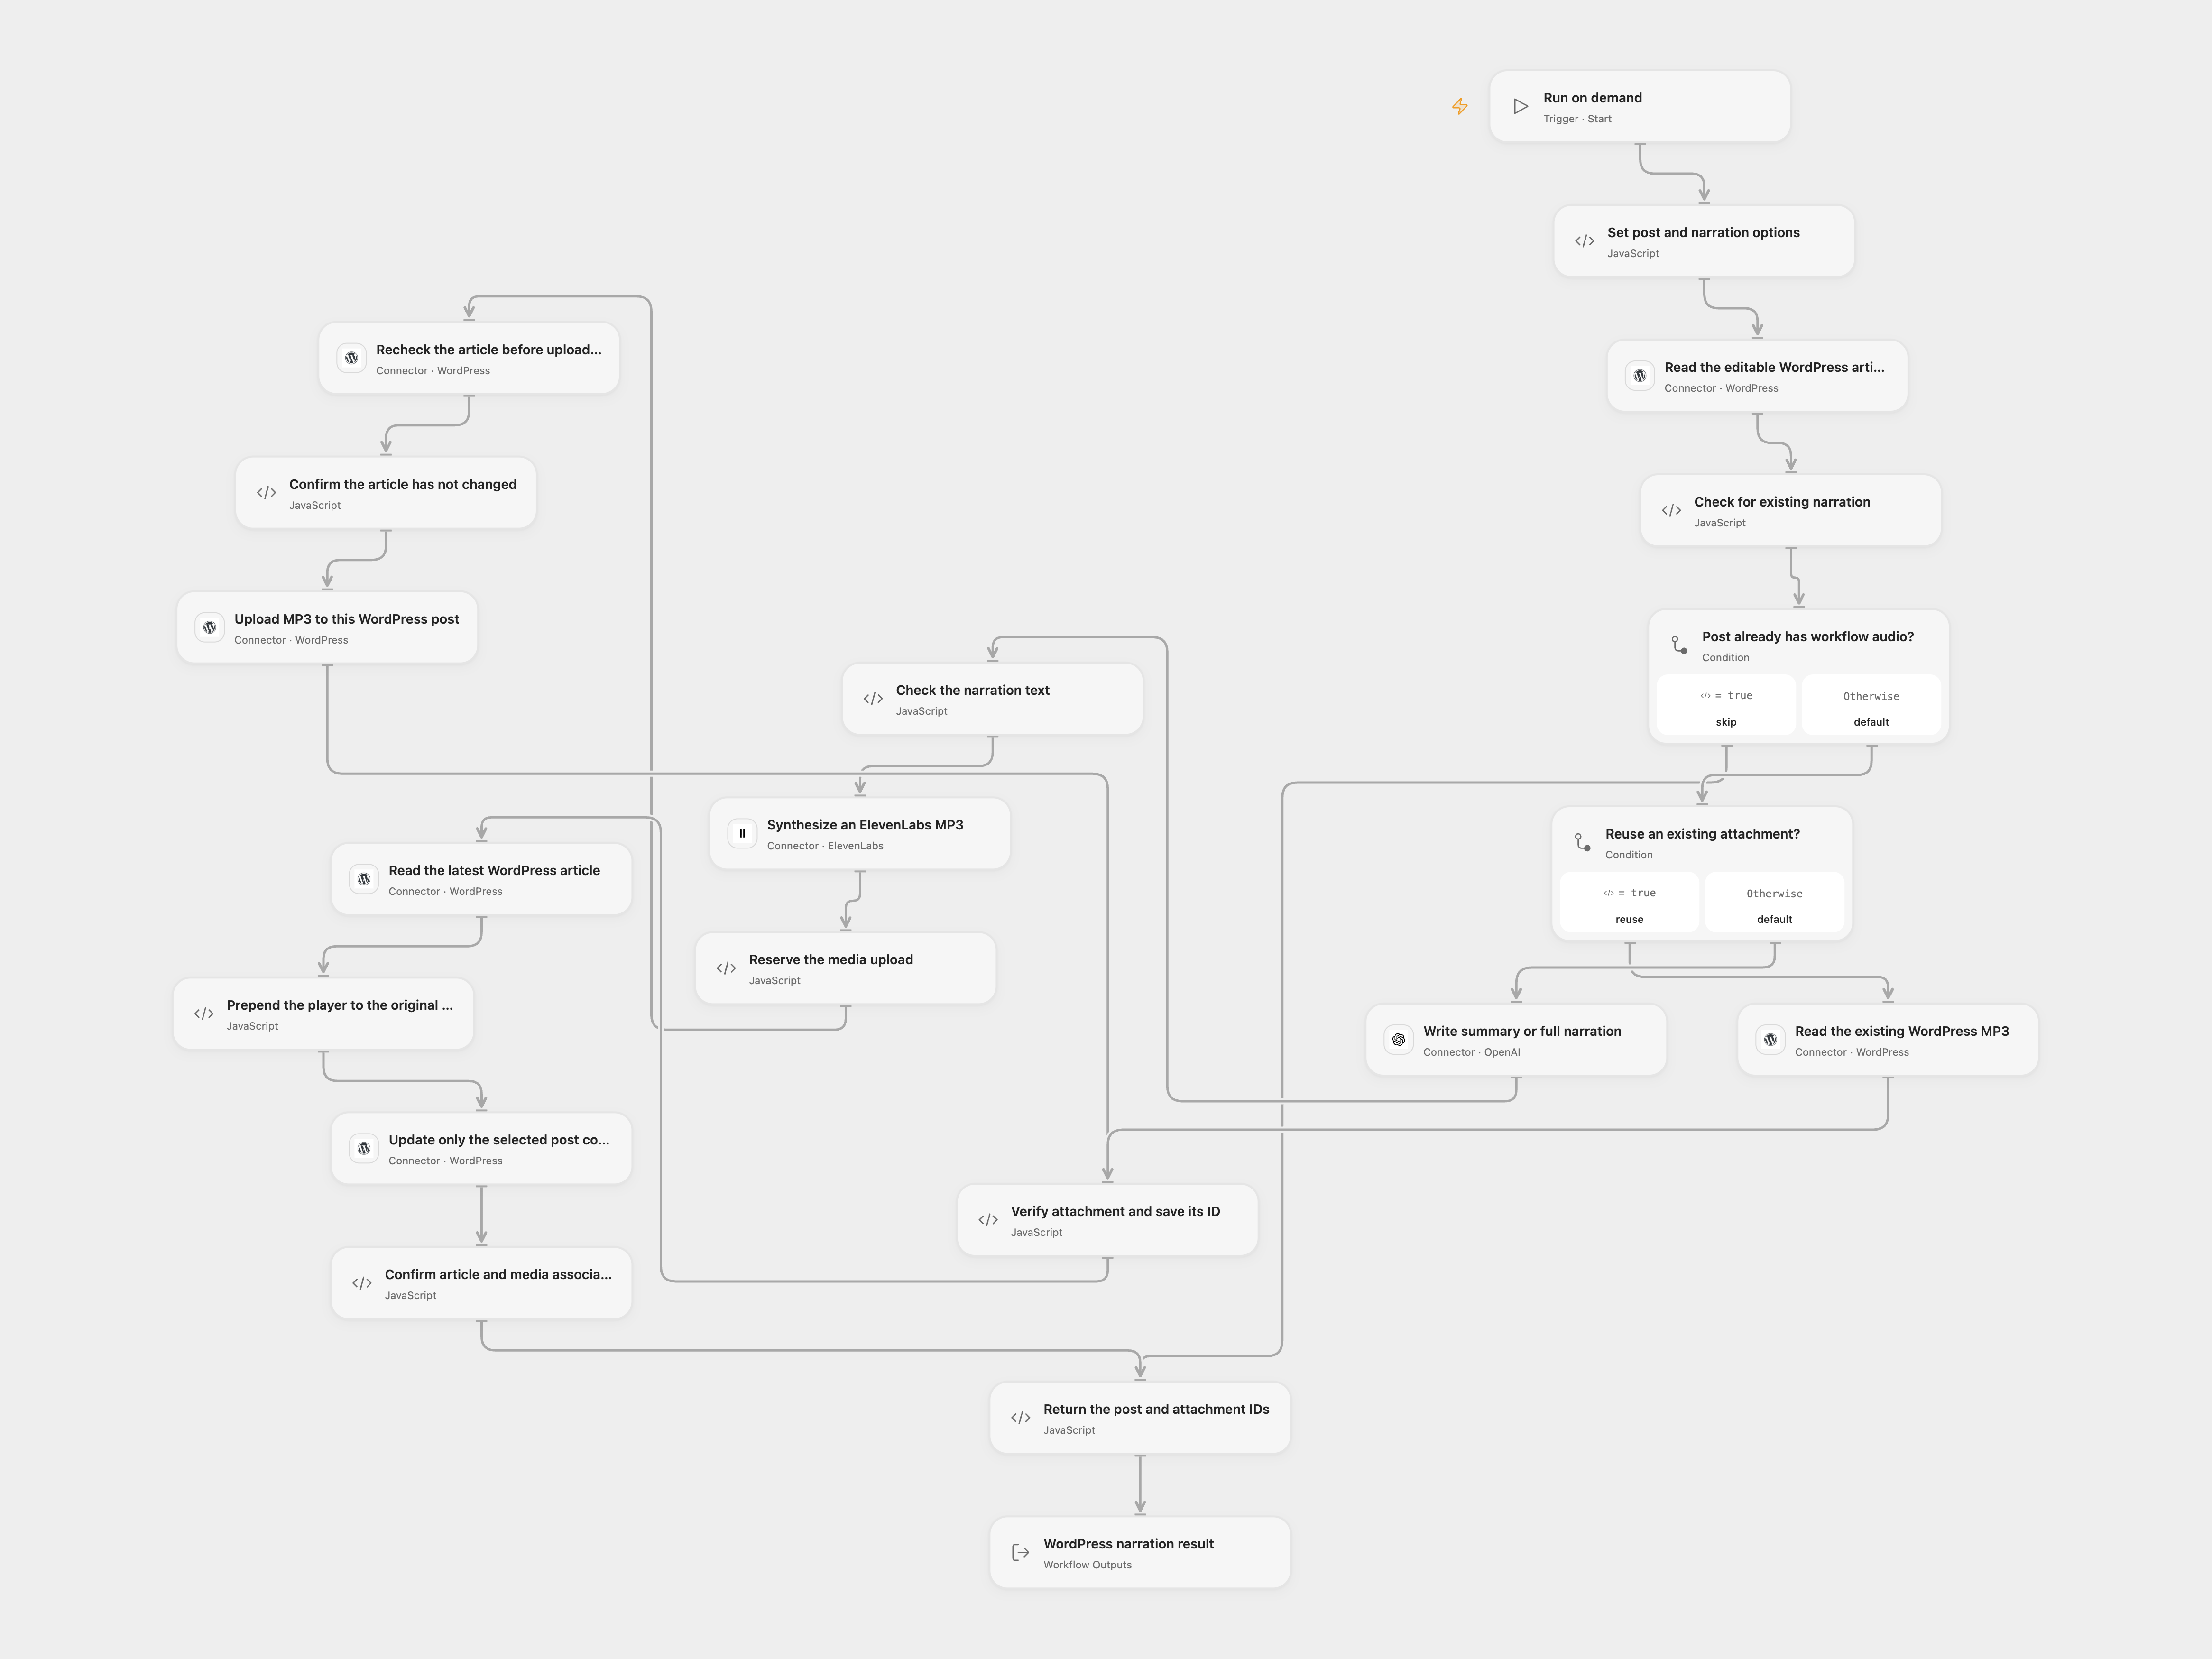 Run on demand
Trigger · Start
Set post and narration options
JavaScript
Read the editable WordPress arti...
Connector · WordPress
Check for existing narration
JavaScript
Post already has workflow audio?
Condition
</> = true
skip
Otherwise
default
Reuse an existing attachment?
Condition
</> = true
reuse
Otherwise
default
Write summary or full narration
Connector · OpenAI
Read the existing WordPress MP3
Connector · WordPress
Check the narration text
JavaScript
Synthesize an ElevenLabs MP3
Connector · ElevenLabs
Reserve the media upload
JavaScript
Recheck the article before upload...
Connector · WordPress
Confirm the article has not changed
JavaScript
Upload MP3 to this WordPress post
Connector · WordPress
Verify attachment and save its ID
JavaScript
Read the latest WordPress article
Connector · WordPress
Prepend the player to the original ...
JavaScript
Update only the selected post co...
Connector · WordPress
Confirm article and media associa...
JavaScript
Return the post and attachment IDs
JavaScript
WordPress narration result
Workflow Outputs